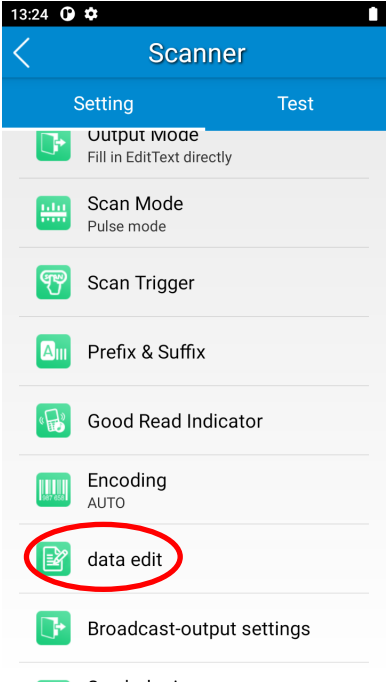 13:24
Scanner
Setting
Test
Output Mode
Fill in EditText directly
Scan Mode
Pulse mode
Scan Trigger
Prefix & Suffix
Good Read Indicator
Encoding
AUTO
data edit
Broadcast-output settings